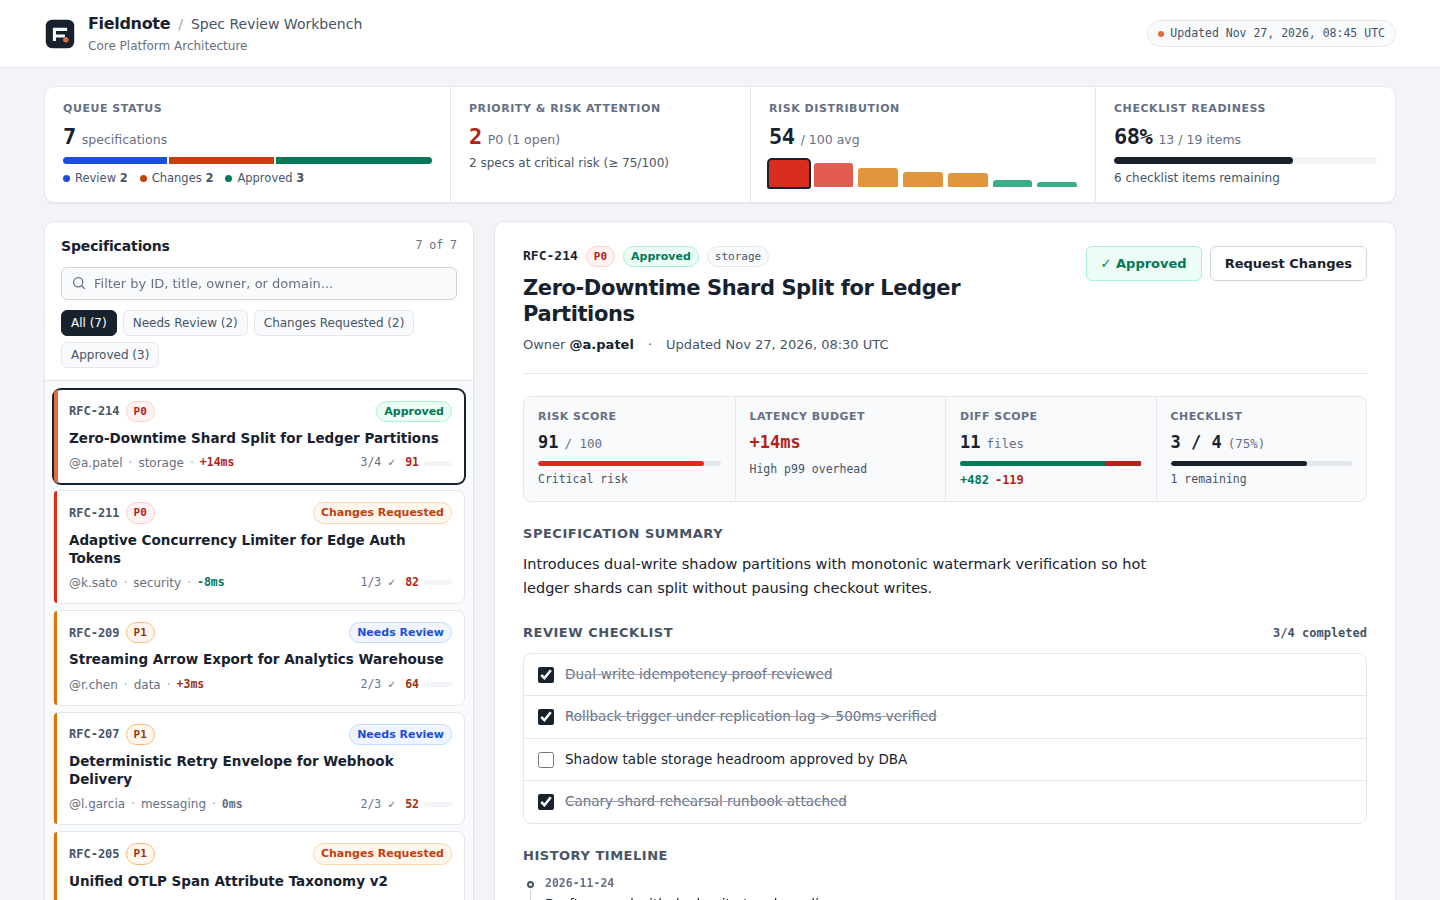 Fieldnote / Spec Review Workbench
Core Platform Architecture
Updated Nov 27, 2026, 08:45 UTC
QUEUE STATUS
7 specifications
Review 2 Changes 2 Approved 3
PRIORITY & RISK ATTENTION
2 P0 (1 open)
2 specs at critical risk (≥ 75/100)
RISK DISTRIBUTION
54 / 100 avg
CHECKLIST READINESS
68% 13 / 19 items
6 checklist items remaining
Specifications 7 of 7
Filter by ID, title, owner, or domain...
All (7) Needs Review (2) Changes Requested (2)
Approved (3)
RFC-214 P0 Approved
Zero-Downtime Shard Split for Ledger Partitions
@a.patel · storage · +14ms 3/4 ✓ 91
RFC-211 P0 Changes Requested
Adaptive Concurrency Limiter for Edge Auth
Tokens
@k.sato · security · -8ms 1/3 ✓ 82
RFC-209 P1 Needs Review
Streaming Arrow Export for Analytics Warehouse
@r.chen · data · +3ms 2/3 ✓ 64
RFC-207 P1 Needs Review
Deterministic Retry Envelope for Webhook
Delivery
@l.garcia · messaging · 0ms 2/3 ✓ 52
RFC-205 P1 Changes Requested
Unified OTLP Span Attribute Taxonomy v2
RFC-214 P0 Approved storage
✓ Approved Request Changes
Zero-Downtime Shard Split for Ledger
Partitions
Owner @a.patel · Updated Nov 27, 2026, 08:30 UTC
RISK SCORE
91 / 100
Critical risk
LATENCY BUDGET
+14ms
High p99 overhead
DIFF SCOPE
11 files
+482 -119
CHECKLIST
3 / 4 (75%)
1 remaining
SPECIFICATION SUMMARY
Introduces dual-write shadow partitions with monotonic watermark verification so hot
ledger shards can split without pausing checkout writes.
REVIEW CHECKLIST 3/4 completed
Dual-write idempotency proof reviewed
Rollback trigger under replication lag > 500ms verified
Shadow table storage headroom approved by DBA
Canary shard rehearsal runbook attached
HISTORY TIMELINE
2026-11-24